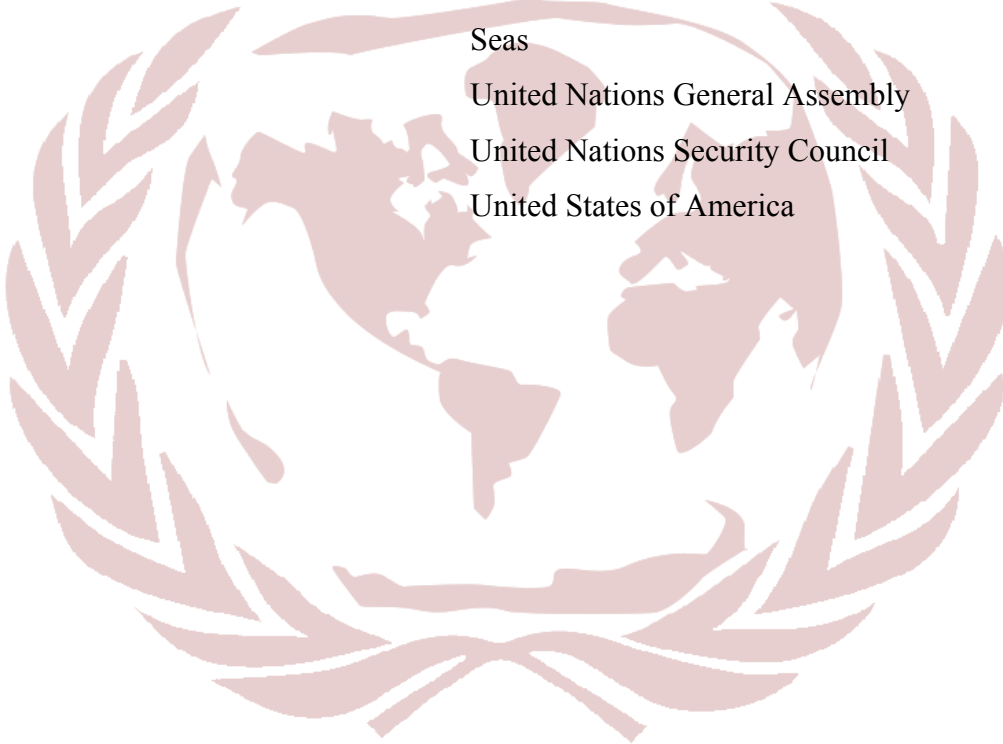 Seas
United Nations General Assembly
United Nations Security Council
United States of America